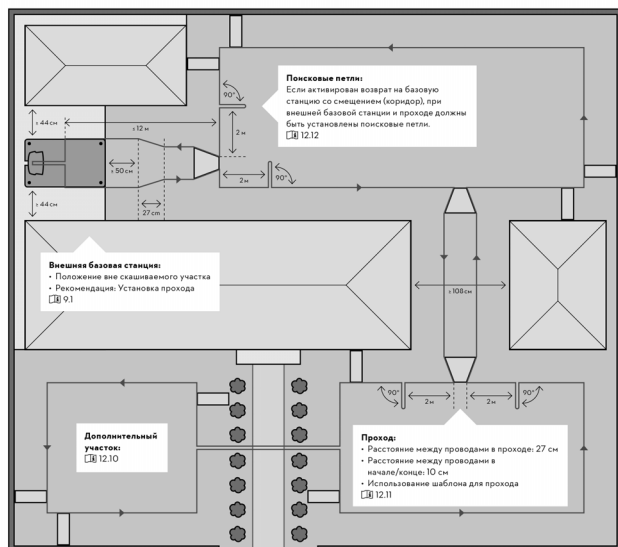 Поисковые петли:
Если активирован возврат на базовую
станцию со смещением (коридор), при
внешней базовой станции и проходе должны
быть установлены поисковые петли.
12.12
90°
≥ 44 см
≤ 12 м
2 м
≥ 50 см
2 м
90°
≥ 44 см
27 cm
Внешняя базовая станция:
• Положение вне скашиваемого участка
• Рекомендация: Установка прохода
9.1
≥ 108 см
90°
2 м
2 м
90°
Дополнительный
участок:
12.10
Проход:
• Расстояние между проводами в проходе: 27 см
• Расстояние между проводами в
начале/конце: 10 см
• Использование шаблона для прохода
12.11